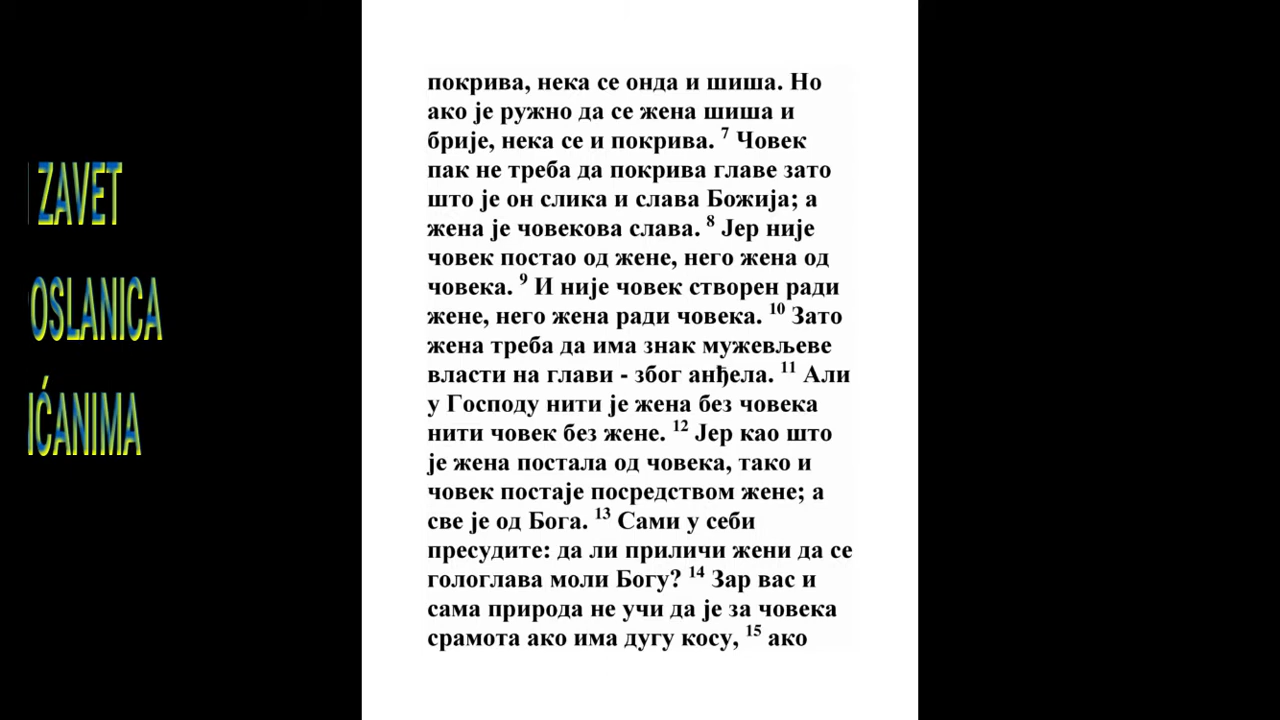 ZAVET
OSLANICA
IĆANIMA
покрива, нека се онда и шиша. Но
ако је ружно да се жена шиша и
брије, нека се и покрива. 7 Човек
пак не треба да покрива главе зато
што је он слика и слава Божија; а
жена је човекова слава. 8 Јер није
човек постао од жене, него жена од
човека. 9 И није човек створен ради
жене, него жена ради човека. 10 Зато
жена треба да има знак мужевљеве
власти на глави - због анђела. 11 Али
у Господу нити је жена без човека
нити човек без жене. 12 Јер као што
је жена постала од човека, тако и
човек постаје посредством жене; а
све је од Бога. 13 Сами у себи
пресудите: да ли приличи жени да се
гологлава моли Богу? 14 Зар вас и
сама природа не учи да је за човека
срамота ако има дугу косу, 15 ако